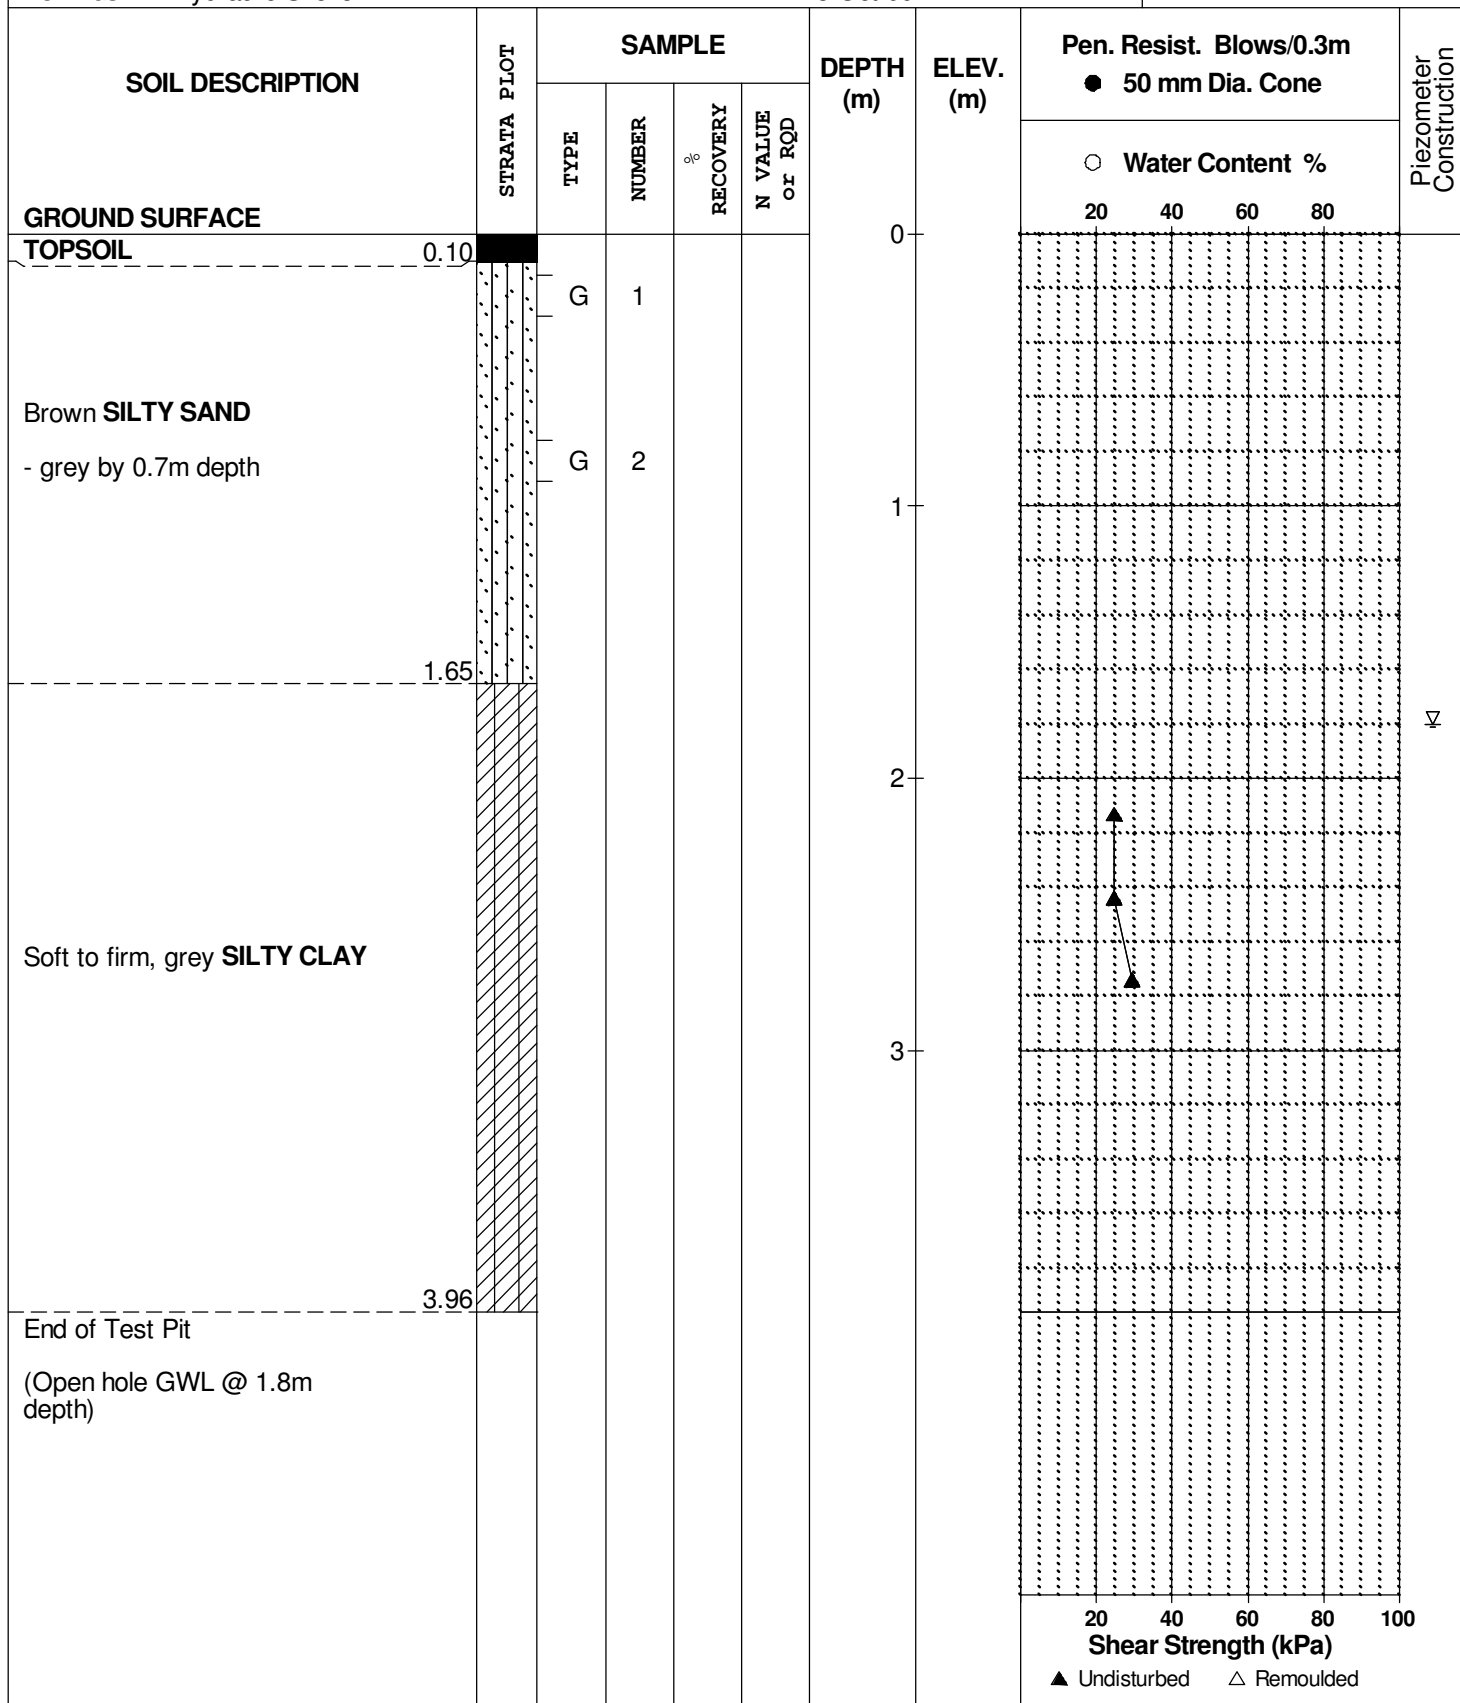 SOIL DESCRIPTION
GROUND SURFACE
STRATA PLOT
SAMPLE
TYPE
NUMBER
%
RECOVERY
N VALUE
or RQD
DEPTH
(m)
ELEV.
(m)
Pen. Resist. Blows/0.3m
● 50 mm Dia. Cone
○ Water Content %
20 40 60 80
Piezometer
Construction
TOPSOIL 0.10
0
G 1
Brown SILTY SAND
- grey by 0.7m depth
G 2
1
1.65
2
Soft to firm, grey SILTY CLAY
3
3.96
End of Test Pit
(Open hole GWL @ 1.8m
depth)
20 40 60 80 100
Shear Strength (kPa)
▲ Undisturbed △ Remoulded